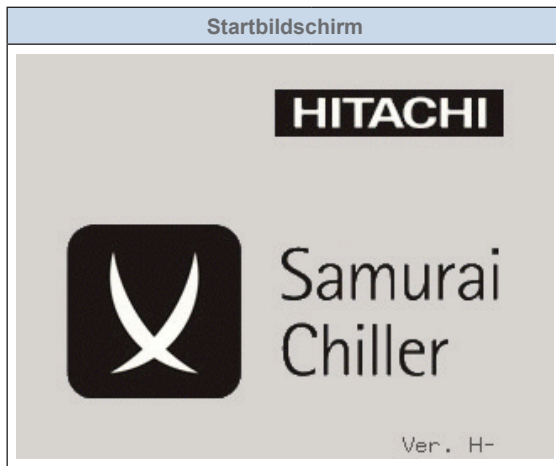 Startbildschirm
HITACHI
Samurai
Chiller
Ver. H-